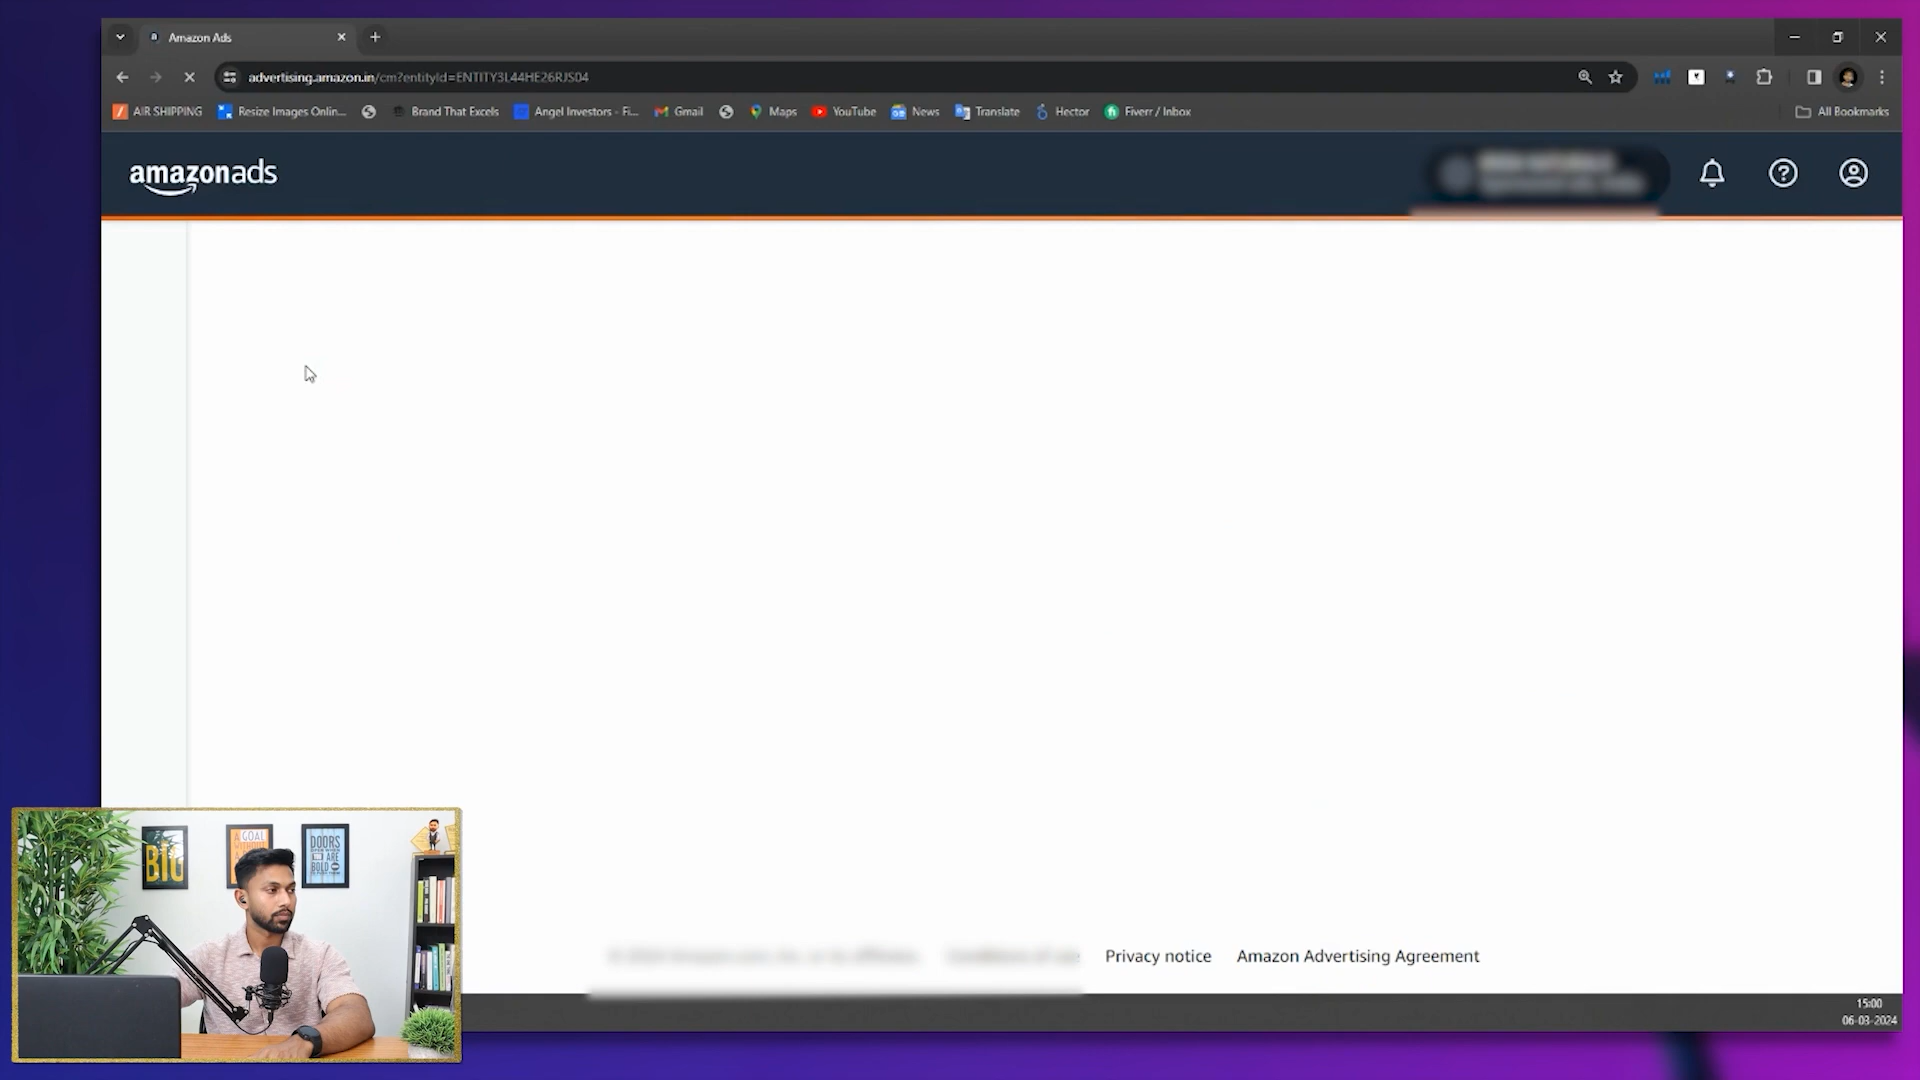 Amazon Ads
advertising.amazon.in/cm?entityId=ENTITY3L44HE26RJS04
AIR SHIPPING
Resize Images Onlin...
Brand That Excels
Angel Investors - Fi...
Gmail
Maps
YouTube
News
Translate
Hector
Fiverr / Inbox
All Bookmarks
amazonads
BIG
A GOAL
DOORS
YOU ARE
BOLD
Privacy notice
Amazon Advertising Agreement
15:00
06-03-2024